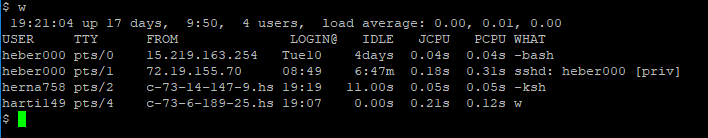 $ w
 19:21:04 up 17 days,  9:50,  4 users,  load average: 0.00, 0.01, 0.00
USER     TTY      FROM             LOGIN@   IDLE   JCPU   PCPU WHAT
heber000 pts/0    15.219.163.254   Tue10    4days  0.04s  0.04s -bash
heber000 pts/1    72.19.155.70     08:49    6:47m  0.18s  0.31s sshd: heber000 [priv]
herna758 pts/2    c-73-14-147-9.hs 19:19   11.00s  0.05s  0.05s -ksh
harti149 pts/4    c-73-6-189-25.hs 19:07    0.00s  0.21s  0.12s w
$